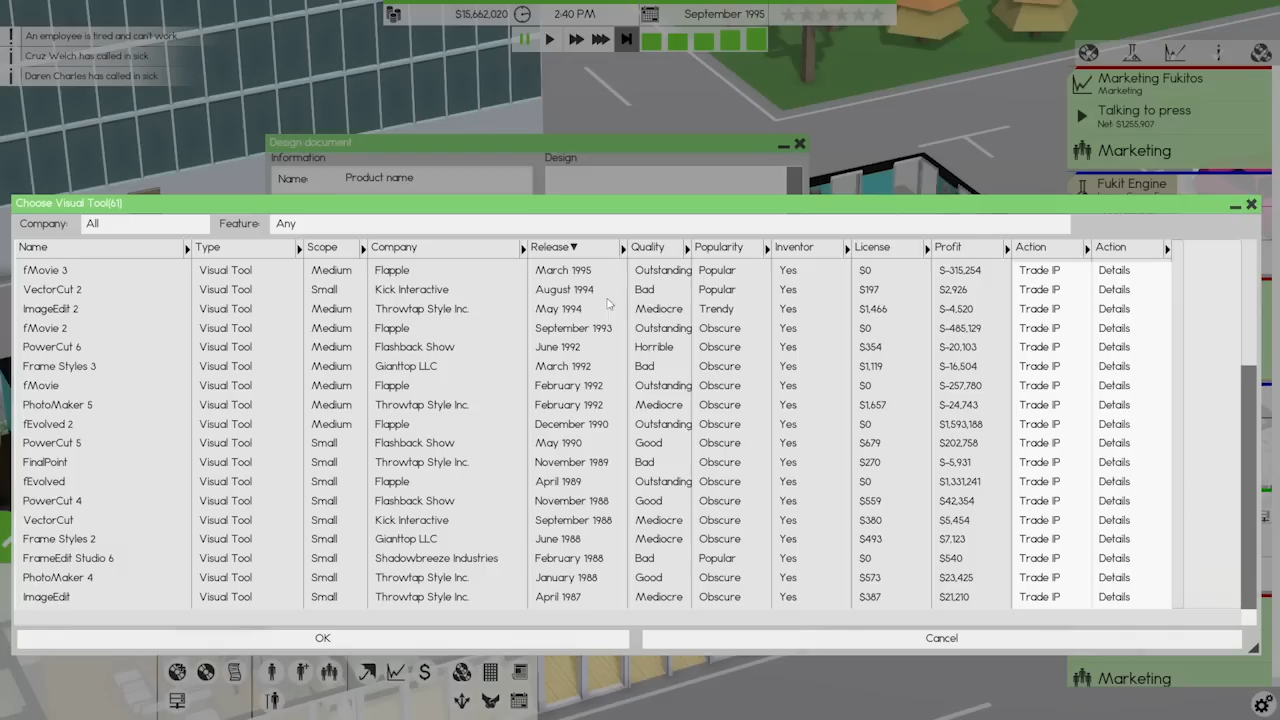 $15,662,020 2:40 PM September 1995
An employee is tired and can't work
Cruz Welch has called in sick
Daren Charles has called in sick
Marketing Fukitos
Marketing
Talking to press
Net: $1,255,907
Marketing
Fukit Engine
Design document
Information Design
Name: Product name
Choose Visual Tool(61)
Company: All Feature: Any
Name Type Scope Company Release▼ Quality Popularity Inventor License Profit Action Action
fMovie 3 Visual Tool Medium Flapple March 1995 Outstanding Popular Yes $0 $-315,254 Trade IP Details
VectorCut 2 Visual Tool Small Kick Interactive August 1994 Bad Popular Yes $197 $2,926 Trade IP Details
ImageEdit 2 Visual Tool Medium Throwtap Style Inc. May 1994 Mediocre Trendy Yes $1,466 $-4,520 Trade IP Details
fMovie 2 Visual Tool Medium Flapple September 1993 Outstanding Obscure Yes $0 $-485,129 Trade IP Details
PowerCut 6 Visual Tool Medium Flashback Show June 1992 Horrible Obscure Yes $354 $-20,103 Trade IP Details
Frame Styles 3 Visual Tool Medium Gianttop LLC March 1992 Bad Obscure Yes $1,119 $-16,504 Trade IP Details
fMovie Visual Tool Medium Flapple February 1992 Outstanding Obscure Yes $0 $-257,780 Trade IP Details
PhotoMaker 5 Visual Tool Medium Throwtap Style Inc. February 1992 Mediocre Obscure Yes $1,657 $-24,743 Trade IP Details
fEvolved 2 Visual Tool Medium Flapple December 1990 Outstanding Obscure Yes $0 $1,593,188 Trade IP Details
PowerCut 5 Visual Tool Small Flashback Show May 1990 Good Obscure Yes $679 $202,758 Trade IP Details
FinalPoint Visual Tool Small Throwtap Style Inc. November 1989 Bad Obscure Yes $270 $-5,931 Trade IP Details
fEvolved Visual Tool Small Flapple April 1989 Outstanding Obscure Yes $0 $1,331,241 Trade IP Details
PowerCut 4 Visual Tool Small Flashback Show November 1988 Good Obscure Yes $559 $42,354 Trade IP Details
VectorCut Visual Tool Small Kick Interactive September 1988 Mediocre Obscure Yes $380 $5,454 Trade IP Details
Frame Styles 2 Visual Tool Small Gianttop LLC June 1988 Mediocre Obscure Yes $493 $7,123 Trade IP Details
FrameEdit Studio 6 Visual Tool Small Shadowbreeze Industries February 1988 Bad Popular Yes $0 $540 Trade IP Details
PhotoMaker 4 Visual Tool Small Throwtap Style Inc. January 1988 Good Obscure Yes $573 $23,425 Trade IP Details
ImageEdit Visual Tool Small Throwtap Style Inc. April 1987 Mediocre Obscure Yes $387 $21,210 Trade IP Details
OK Cancel
Marketing